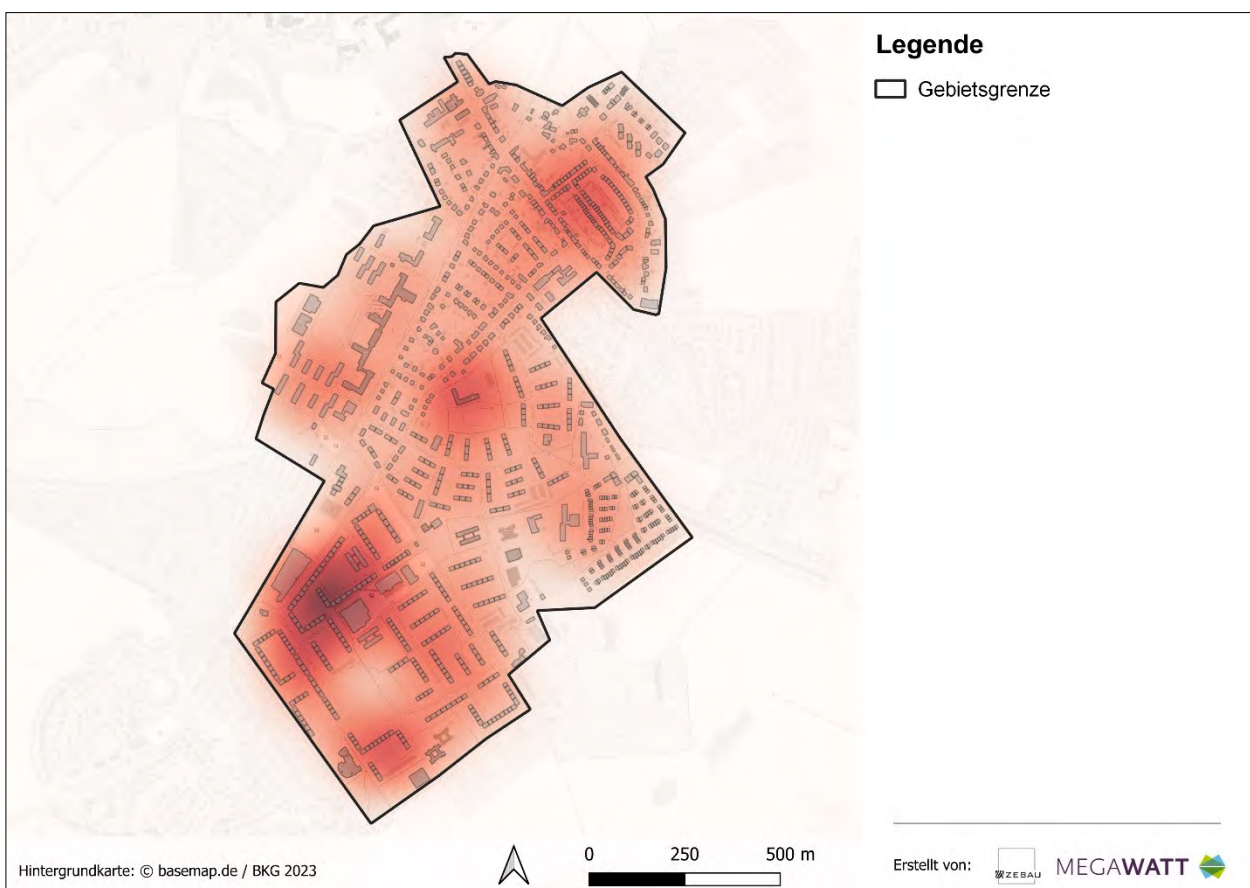 Legende
Gebietsgrenze
Hintergrundkarte: © basemap.de / BKG 2023
0 250 500 m
Erstellt von:
ZEBAU
MEGAWATT